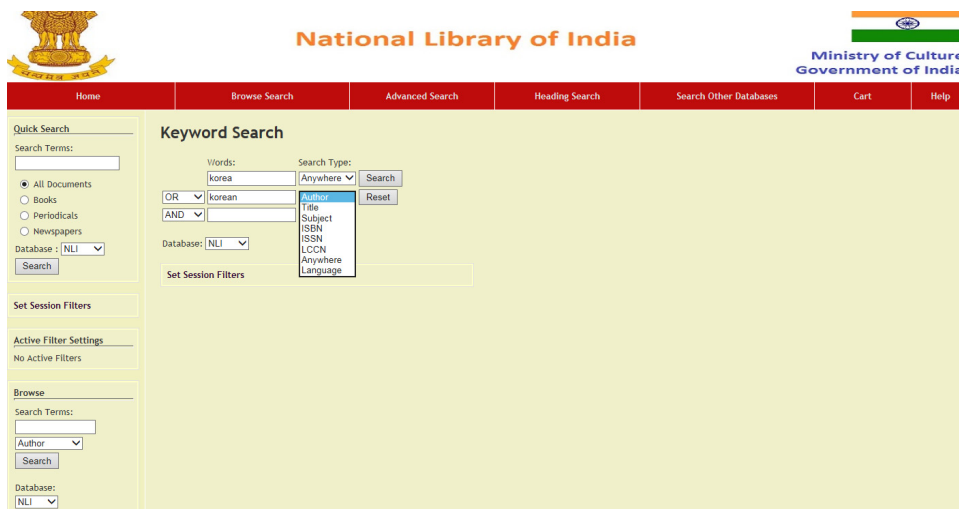 सत्यमेव जयते
National Library of India
Ministry of Culture
Government of India
Home Browse Search Advanced Search Heading Search Search Other Databases Cart Help
Quick Search
Search Terms:
All Documents
Books
Periodicals
Newspapers
Database : NLI
Search
Set Session Filters
Active Filter Settings
No Active Filters
Browse
Search Terms:
Author
Search
Database:
NLI
Keyword Search
Words: Search Type:
korea Anywhere Search
OR korean Author Reset
AND Title
Subject
ISBN
ISSN
LCCN
Anywhere
Language
Database: NLI
Set Session Filters